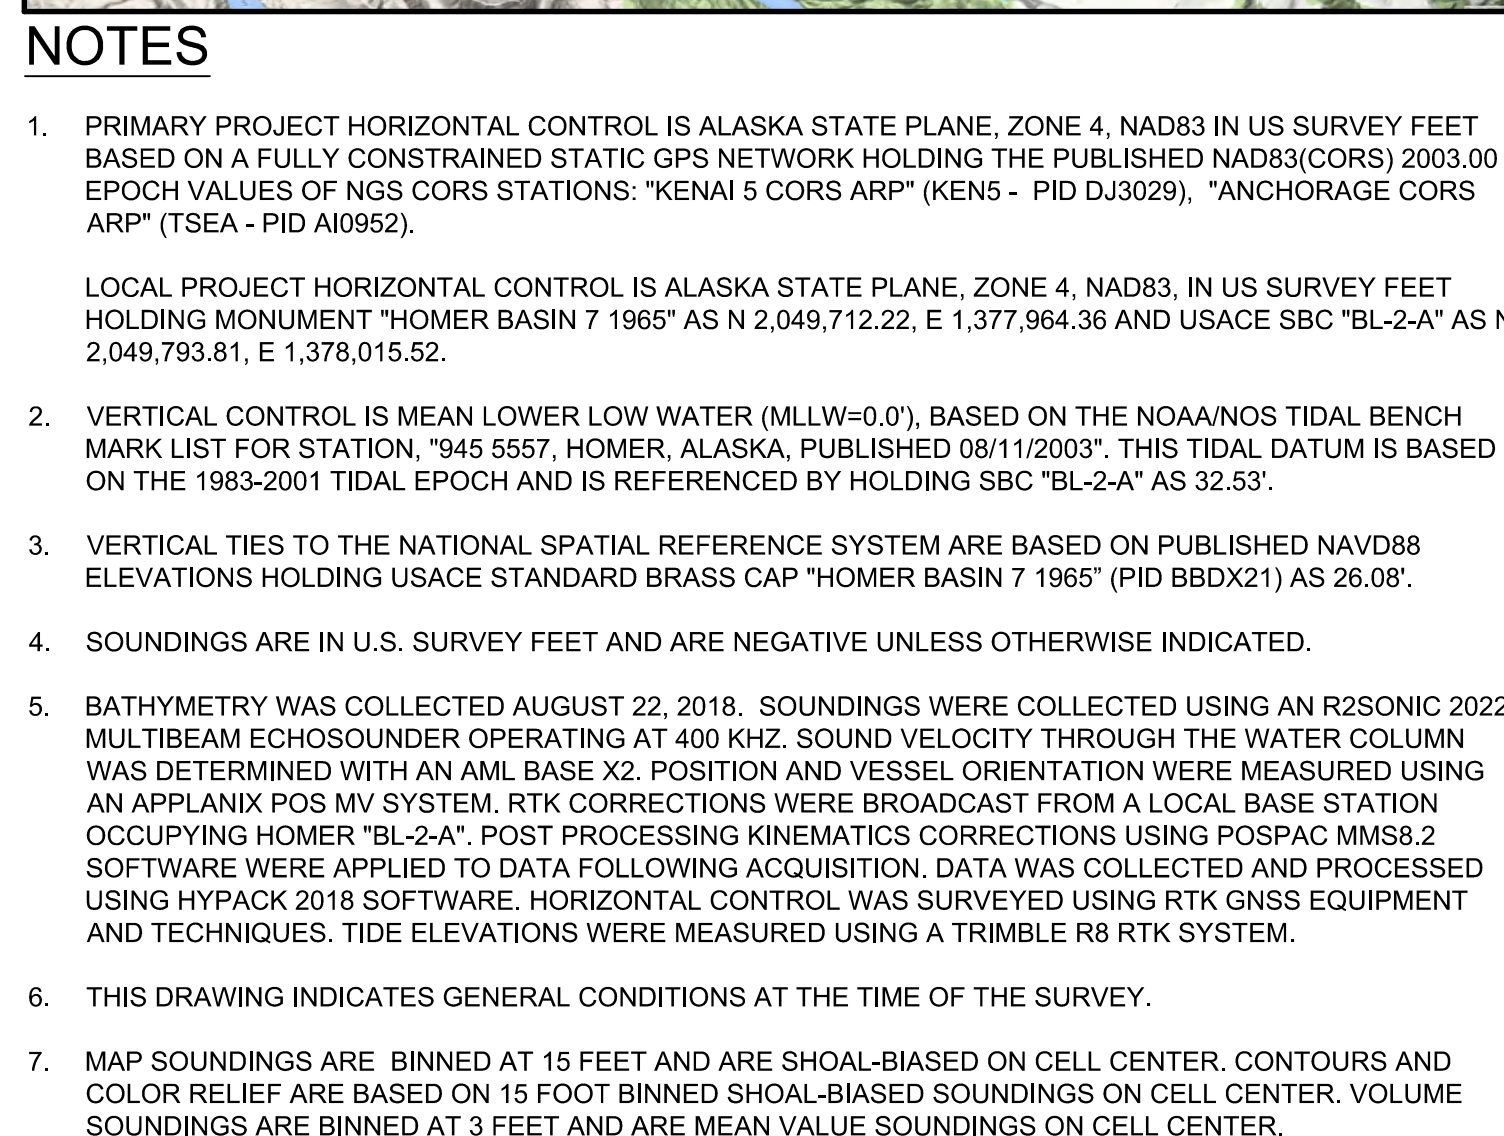 NOTES
1. PRIMARY PROJECT HORIZONTAL CONTROL IS ALASKA STATE PLANE, ZONE 4, NAD83 IN US SURVEY FEET
BASED ON A FULLY CONSTRAINED STATIC GPS NETWORK HOLDING THE PUBLISHED NAD83(CORS) 2003.00
EPOCH VALUES OF NGS CORS STATIONS: "KENAI 5 CORS ARP" (KEN5 - PID DJ3029), "ANCHORAGE CORS
ARP" (TSEA - PID AI0952).
LOCAL PROJECT HORIZONTAL CONTROL IS ALASKA STATE PLANE, ZONE 4, NAD83, IN US SURVEY FEET
HOLDING MONUMENT "HOMER BASIN 7 1965" AS N 2,049,712.22, E 1,377,964.36 AND USACE SBC "BL-2-A" AS N
2,049,793.81, E 1,378,015.52.
2. VERTICAL CONTROL IS MEAN LOWER LOW WATER (MLLW=0.0'), BASED ON THE NOAA/NOS TIDAL BENCH
MARK LIST FOR STATION, "945 5557, HOMER, ALASKA, PUBLISHED 08/11/2003". THIS TIDAL DATUM IS BASED
ON THE 1983-2001 TIDAL EPOCH AND IS REFERENCED BY HOLDING SBC "BL-2-A" AS 32.53'.
3. VERTICAL TIES TO THE NATIONAL SPATIAL REFERENCE SYSTEM ARE BASED ON PUBLISHED NAVD88
ELEVATIONS HOLDING USACE STANDARD BRASS CAP "HOMER BASIN 7 1965” (PID BBDX21) AS 26.08'.
4. SOUNDINGS ARE IN U.S. SURVEY FEET AND ARE NEGATIVE UNLESS OTHERWISE INDICATED.
5. BATHYMETRY WAS COLLECTED AUGUST 22, 2018. SOUNDINGS WERE COLLECTED USING AN R2SONIC 2022
MULTIBEAM ECHOSOUNDER OPERATING AT 400 KHZ. SOUND VELOCITY THROUGH THE WATER COLUMN
WAS DETERMINED WITH AN AML BASE X2. POSITION AND VESSEL ORIENTATION WERE MEASURED USING
AN APPLANIX POS MV SYSTEM. RTK CORRECTIONS WERE BROADCAST FROM A LOCAL BASE STATION
OCCUPYING HOMER "BL-2-A". POST PROCESSING KINEMATICS CORRECTIONS USING POSPAC MMS8.2
SOFTWARE WERE APPLIED TO DATA FOLLOWING ACQUISITION. DATA WAS COLLECTED AND PROCESSED
USING HYPACK 2018 SOFTWARE. HORIZONTAL CONTROL WAS SURVEYED USING RTK GNSS EQUIPMENT
AND TECHNIQUES. TIDE ELEVATIONS WERE MEASURED USING A TRIMBLE R8 RTK SYSTEM.
6. THIS DRAWING INDICATES GENERAL CONDITIONS AT THE TIME OF THE SURVEY.
7. MAP SOUNDINGS ARE BINNED AT 15 FEET AND ARE SHOAL-BIASED ON CELL CENTER. CONTOURS AND
COLOR RELIEF ARE BASED ON 15 FOOT BINNED SHOAL-BIASED SOUNDINGS ON CELL CENTER. VOLUME
SOUNDINGS ARE BINNED AT 3 FEET AND ARE MEAN VALUE SOUNDINGS ON CELL CENTER.